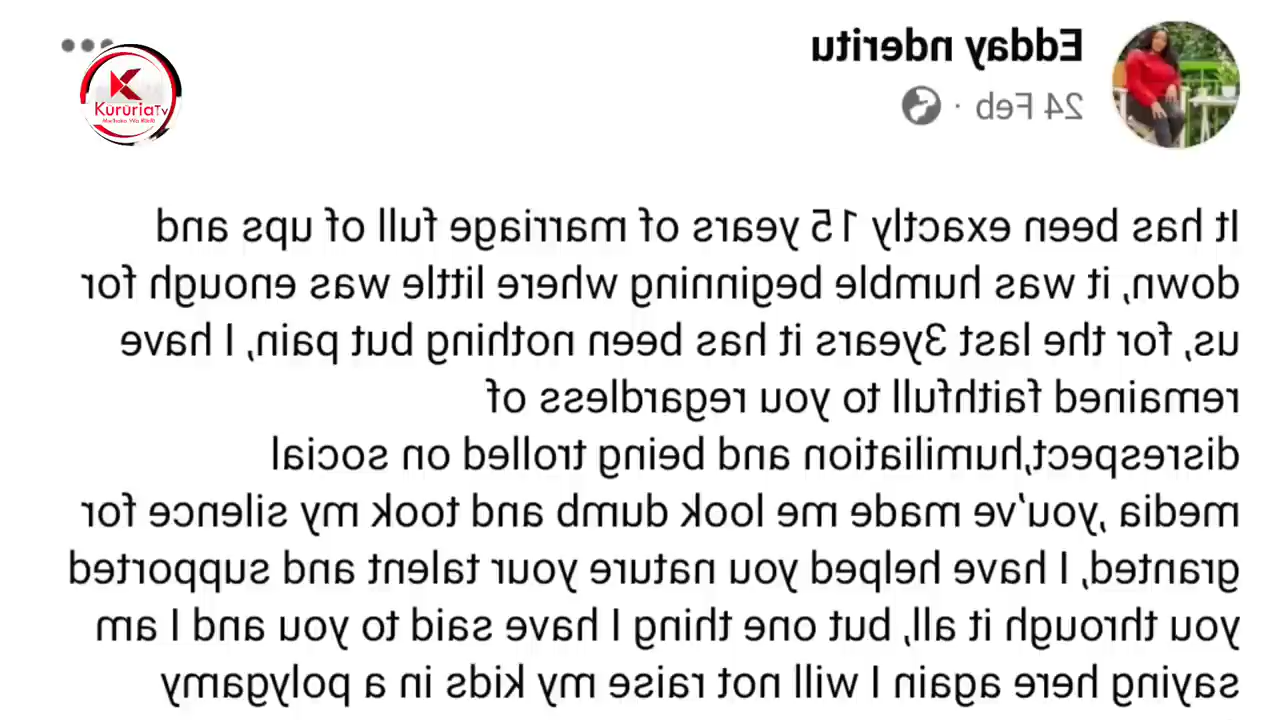 Edday nderitu
24 Feb ·
KururiaTv
It has been exactly 15 years of marriage full of ups and
down, it was humble beginning where little was enough for
us, for the last 3years it has been nothing but pain, I have
remained faithfull to you regardless of
disrespect,humiliation and being trolled on social
media ,you've made me look dumb and took my silence for
granted, I have helped you nature your talent and supported
you through it all, but one thing I have said to you and I am
saying here again I will not raise my kids in a polygamy